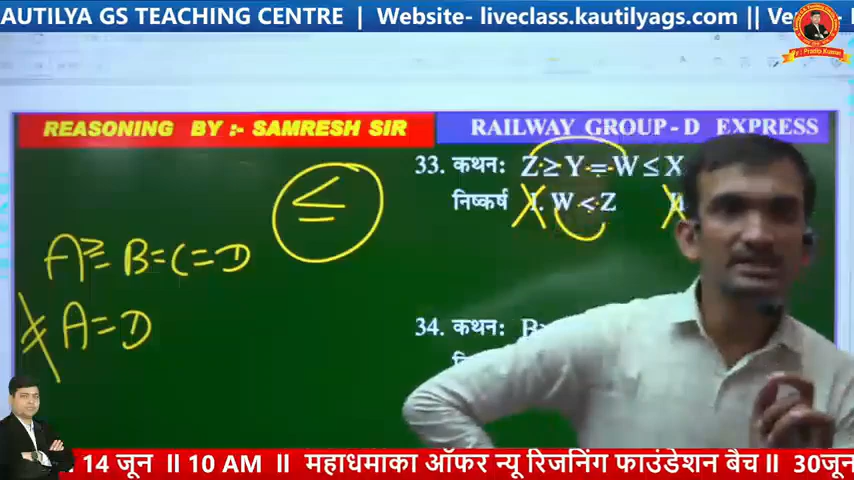 AUTILYA GS TEACHING CENTRE | Website- liveclass.kautilyags.com ||
REASONING BY :- SAMRESH SIR
RAILWAY GROUP - D EXPRESS
33. कथन: Z ≥ Y = W ≤ X
निष्कर्ष I. W < Z
≤
A ≥ B = C = D
A = D
34. कथन: B
14 जून ॥ 10 AM ॥ महाधमाका ऑफर न्यू रिजनिंग फाउंडेशन बैच ॥ 30जून